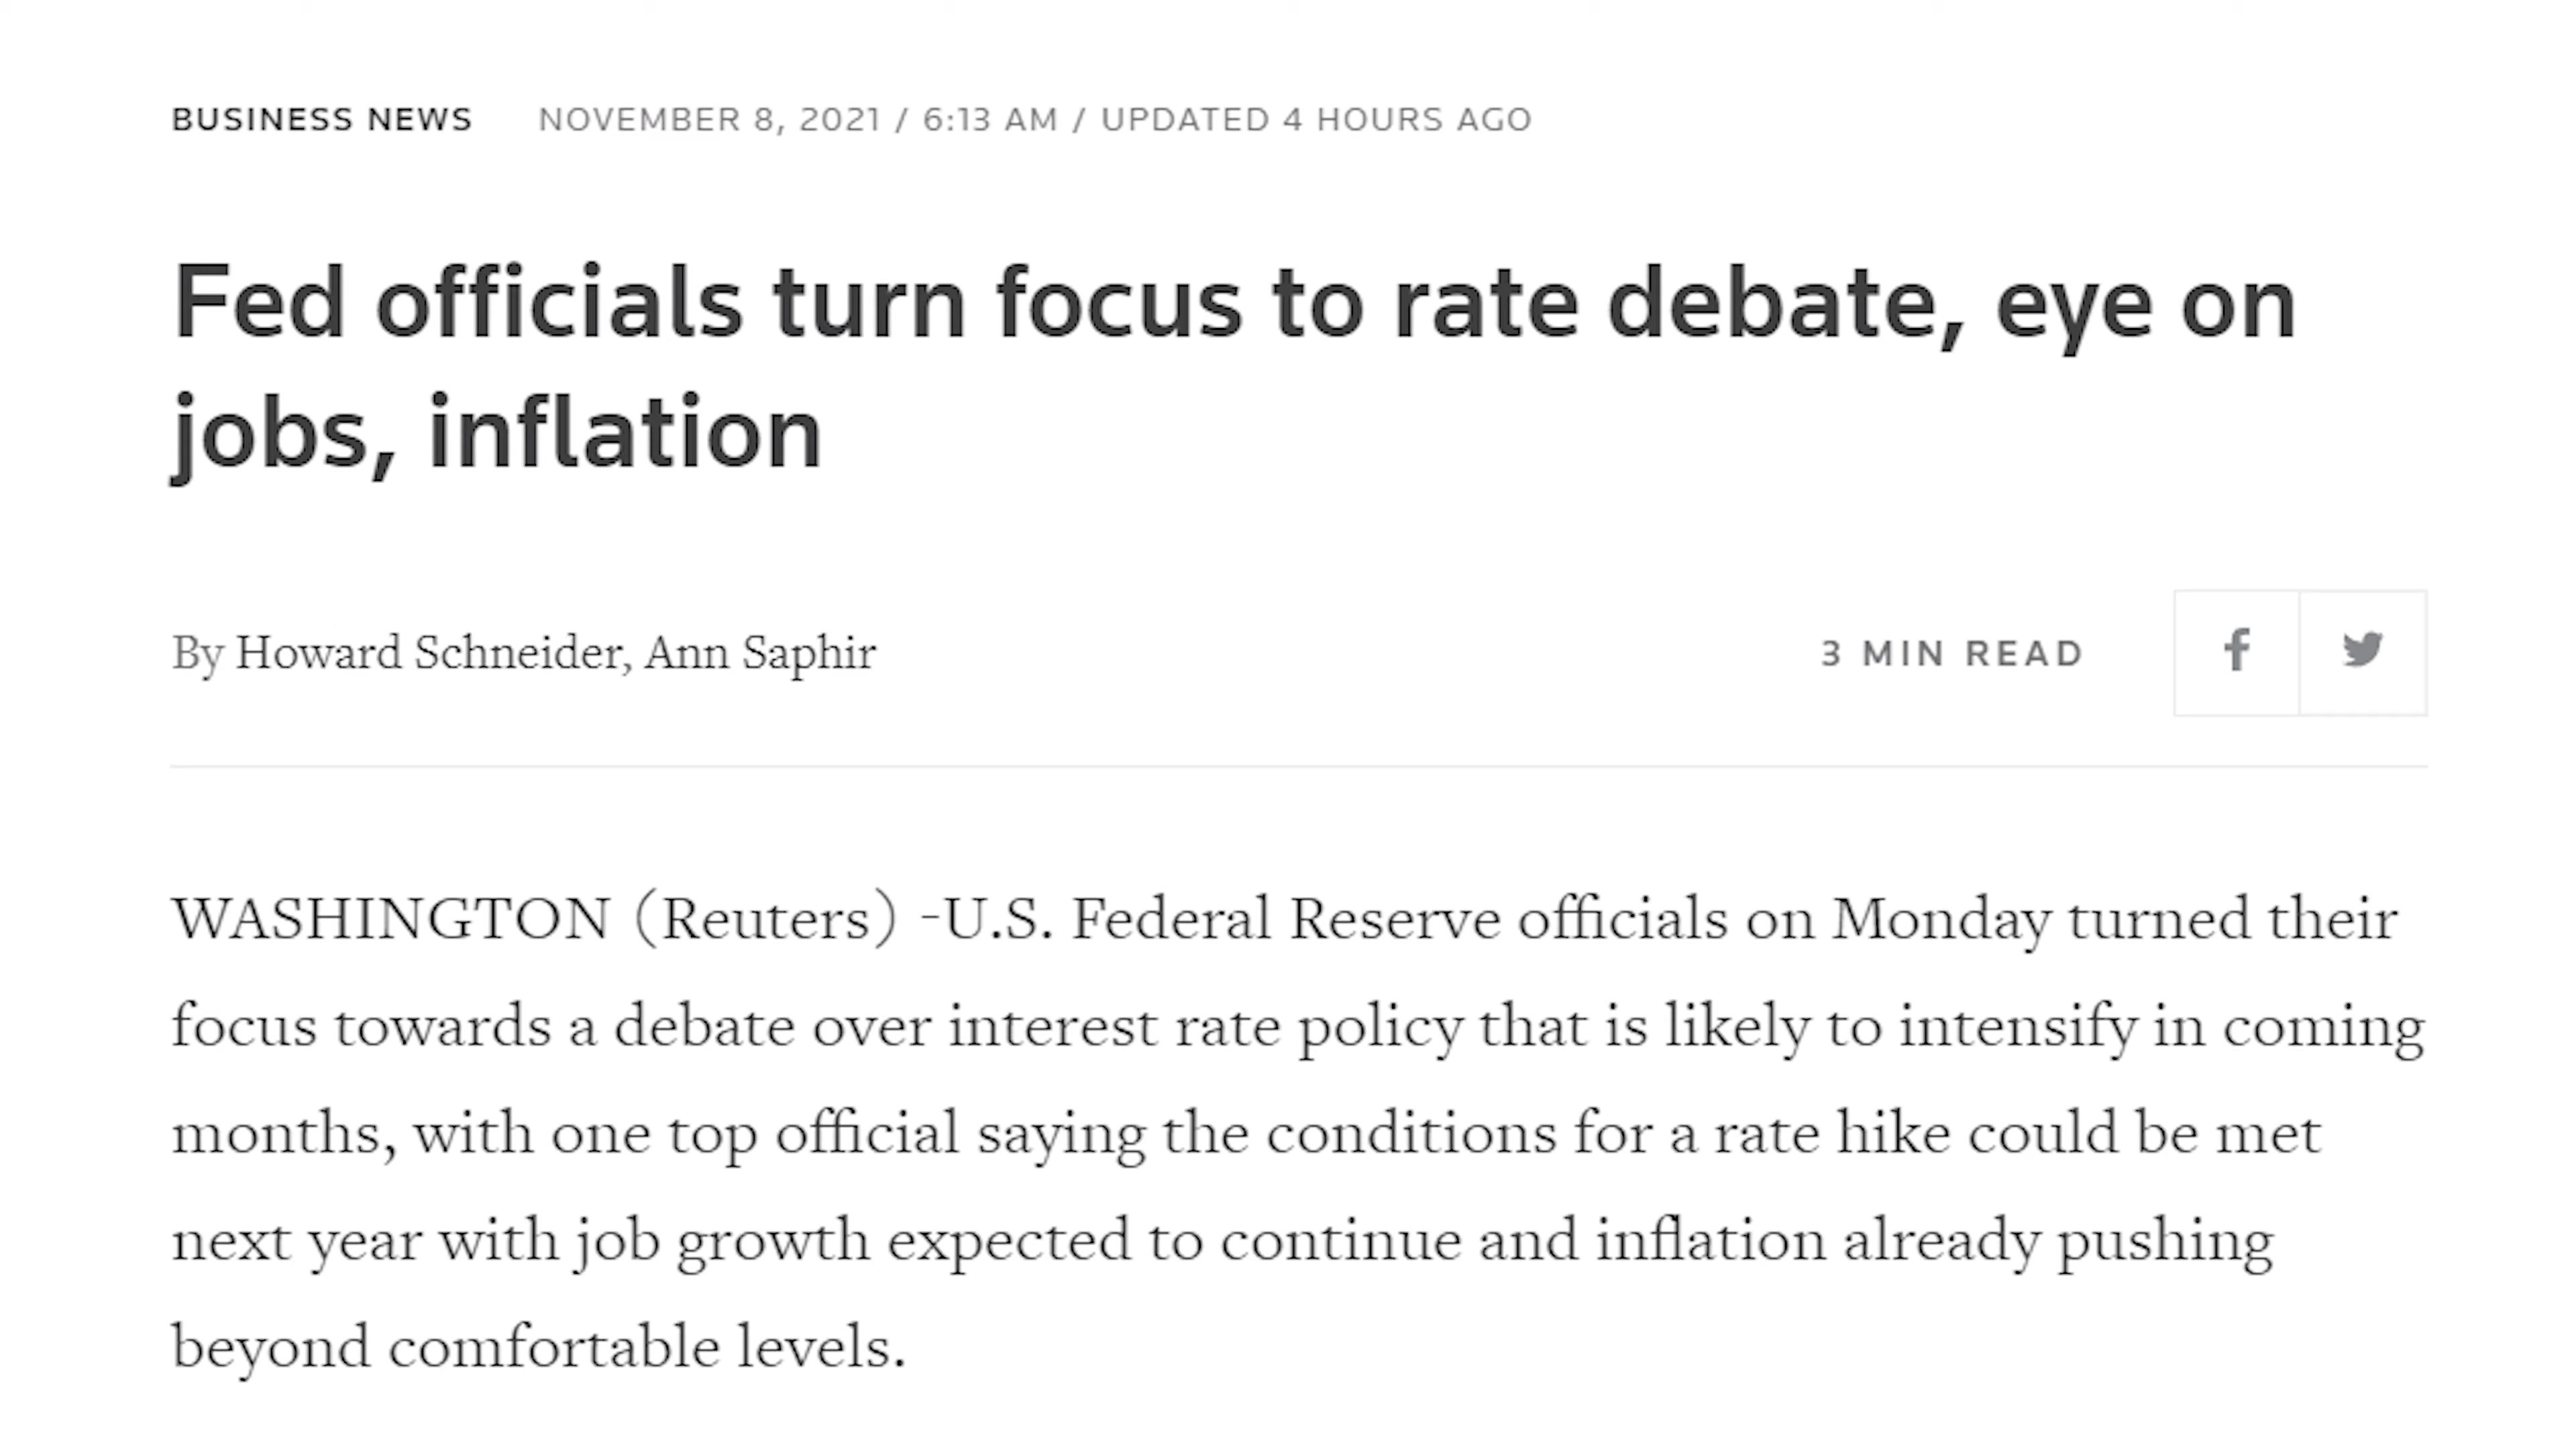 BUSINESS NEWS NOVEMBER 8, 2021 / 6:13 AM / UPDATED 4 HOURS AGO
Fed officials turn focus to rate debate, eye on
jobs, inflation
By Howard Schneider, Ann Saphir 3 MIN READ
WASHINGTON (Reuters) -U.S. Federal Reserve officials on Monday turned their
focus towards a debate over interest rate policy that is likely to intensify in coming
months, with one top official saying the conditions for a rate hike could be met
next year with job growth expected to continue and inflation already pushing
beyond comfortable levels.